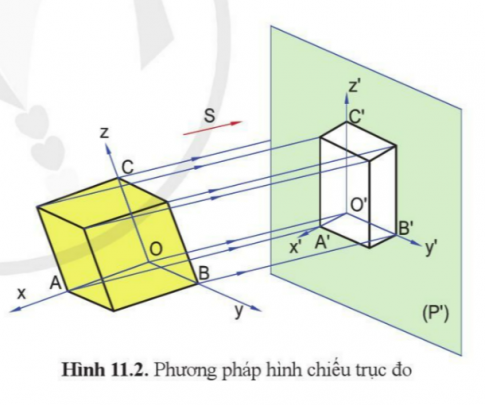 S
z
C
O
A
B
x
y
z'
C'
O'
x'
A'
B'
y'
(P')
Hình 11.2. Phương pháp hình chiếu trục đo